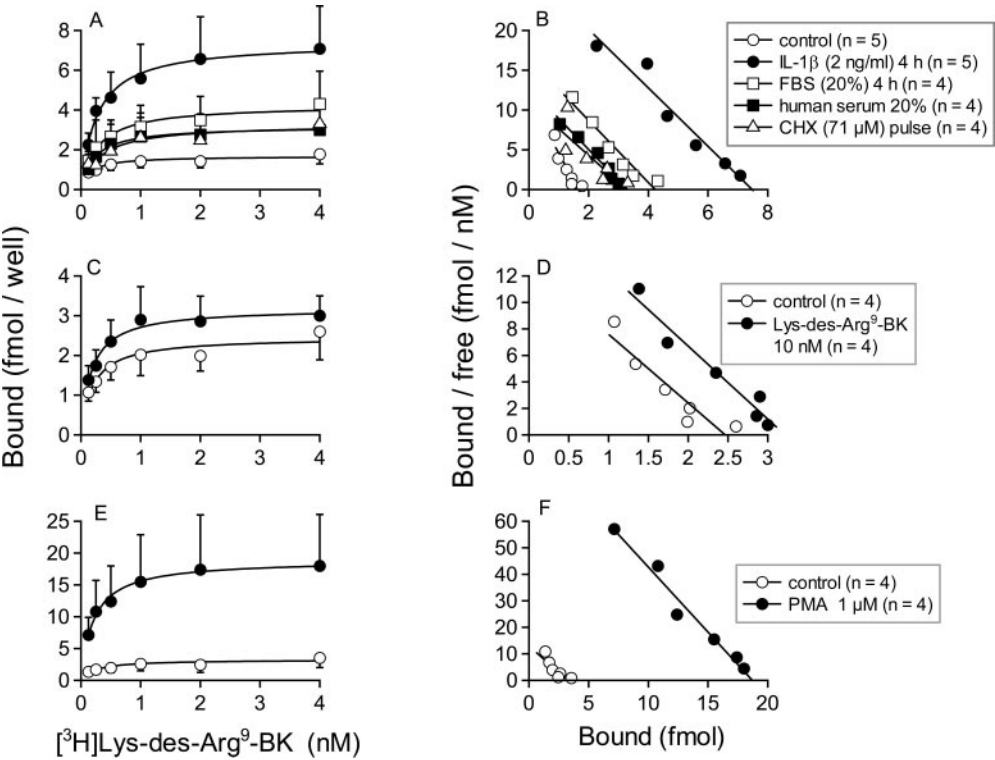 A
8
6
4
2
0
0 1 2 3 4
B
20
15
10
5
0
0 2 4 6 8
control (n = 5)
IL-1β (2 ng/ml) 4 h (n = 5)
FBS (20%) 4 h (n = 4)
human serum 20% (n = 4)
CHX (71 µM) pulse (n = 4)
Bound (fmol / well)
C
4
3
2
1
0
0 1 2 3 4
Bound / free (fmol / nM)
D
12
10
8
6
4
2
0
0 0.5 1 1.5 2 2.5 3
control (n = 4)
Lys-des-Arg⁹-BK
10 nM (n = 4)
E
25
20
15
10
5
0
0 1 2 3 4
[³H]Lys-des-Arg⁹-BK (nM)
F
60
50
40
30
20
10
0
0 5 10 15 20
control (n = 4)
PMA 1 µM (n = 4)
Bound (fmol)